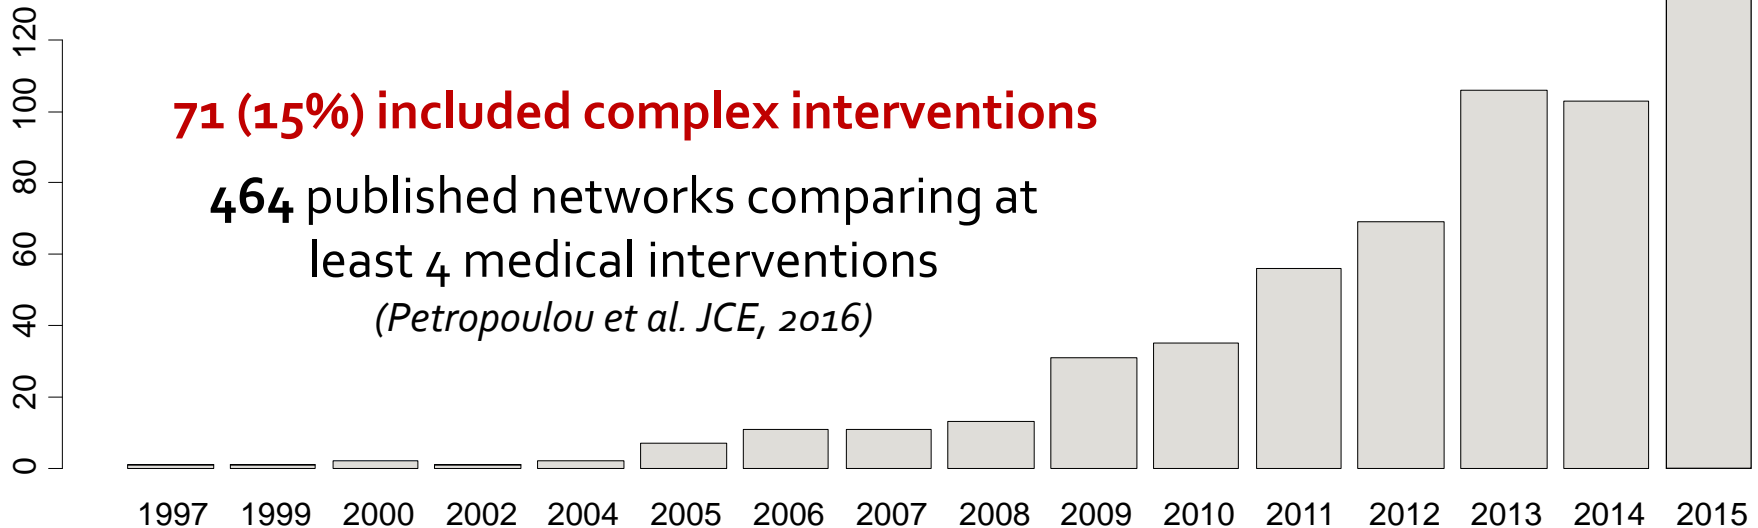 120
100
80
60
40
20
0
71 (15%) included complex interventions
464 published networks comparing at
least 4 medical interventions
(Petropoulou et al. JCE, 2016)
1997 1999 2000 2002 2004 2005 2006 2007 2008 2009 2010 2011 2012 2013 2014 2015